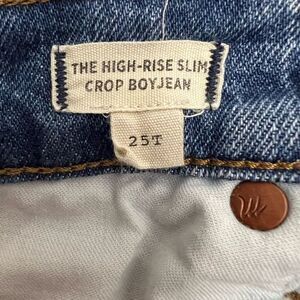 THE HIGH-RISE SLIM
CROP BOYJEAN
25T